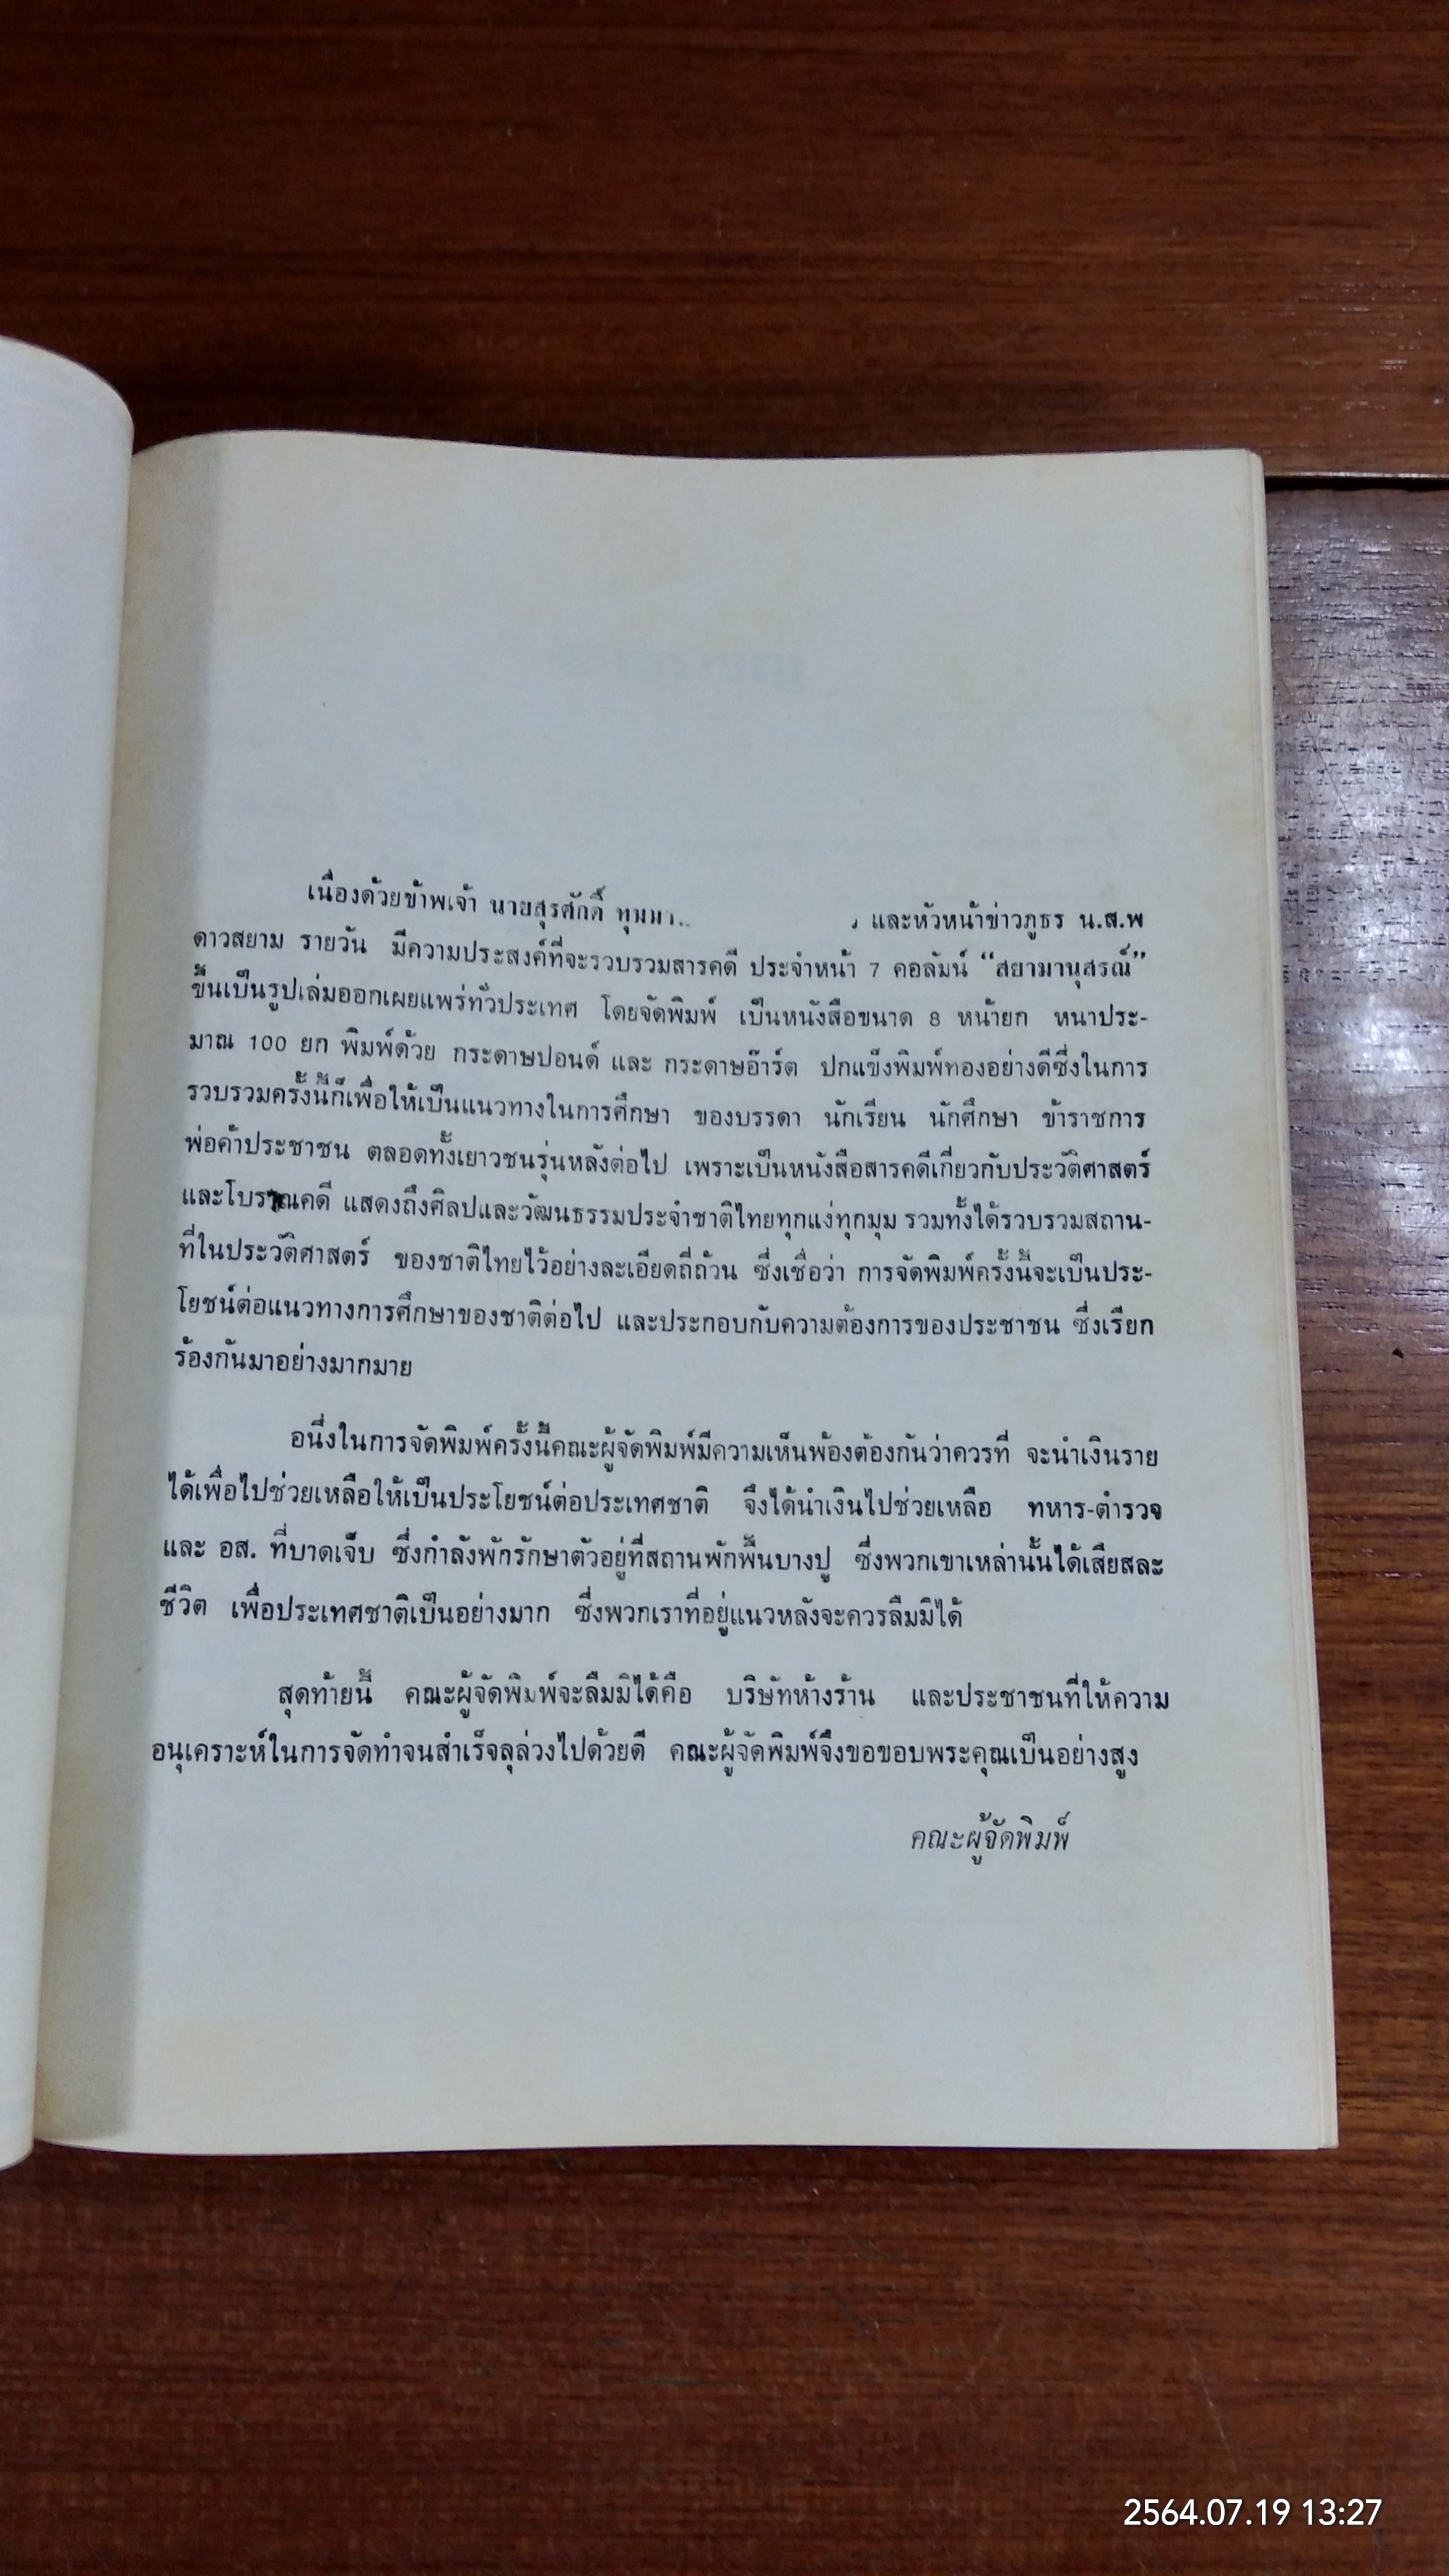 เนื่องด้วยข้าพเจ้า นายสุรศักดิ์ และหัวหน้าข่าวภูธร น.ส.พ
ดาวสยาม รายวัน มีความประสงค์ที่จะรวบรวมสารคดี ประจำหน้า 7 คอลัมน์ “สยามานุสรณ์”
ขึ้นเป็นรูปเล่มออกเผยแพร่ทั่วประเทศ โดยจัดพิมพ์ เป็นหนังสือขนาด 8 หน้ายก หนาประ-
มาณ 100 ยก พิมพ์ด้วย กระดาษปอนด์ และ กระดาษอ๊าร์ต ปกแข็งพิมพ์ทองอย่างดีซึ่งในการ
รวบรวมครั้งนี้ก็เพื่อให้เป็นแนวทางในการศึกษา ของบรรดา นักเรียน นักศึกษา ข้าราชการ
พ่อค้าประชาชน ตลอดทั้งเยาวชนรุ่นหลังต่อไป เพราะเป็นหนังสือสารคดีเกี่ยวกับประวัติศาสตร์
และโบราณคดี แสดงถึงศิลปและวัฒนธรรมประจำชาติไทยทุกแง่ทุกมุม รวมทั้งได้รวบรวมสถาน-
ที่ในประวัติศาสตร์ ของชาติไทยไว้อย่างละเอียดถี่ถ้วน ซึ่งเชื่อว่า การจัดพิมพ์ครั้งนี้จะเป็นประ-
โยชน์ต่อแนวทางการศึกษาของชาติต่อไป และประกอบกับความต้องการของประชาชน ซึ่งเรียก
ร้องกันมาอย่างมากมาย
อนึ่งในการจัดพิมพ์ครั้งนี้คณะผู้จัดพิมพ์มีความเห็นพ้องต้องกันว่าควรที่ จะนำเงินราย
ได้เพื่อไปช่วยเหลือให้เป็นประโยชน์ต่อประเทศชาติ จึงได้นำเงินไปช่วยเหลือ ทหาร-ตำรวจ
และ อส. ที่บาดเจ็บ ซึ่งกำลังพักรักษาตัวอยู่ที่สถานพักฟื้นบางปู ซึ่งพวกเขาเหล่านั้นได้เสียสละ
ชีวิต เพื่อประเทศชาติเป็นอย่างมาก ซึ่งพวกเราที่อยู่แนวหลังจะควรลืมมิได้
สุดท้ายนี้ คณะผู้จัดพิมพ์จะลืมมิได้คือ บริษัทห้างร้าน และประชาชนที่ให้ความ
อนุเคราะห์ในการจัดทำจนสำเร็จลุล่วงไปด้วยดี คณะผู้จัดพิมพ์จึงขอขอบพระคุณเป็นอย่างสูง
คณะผู้จัดพิมพ์
2564.07.19 13:27